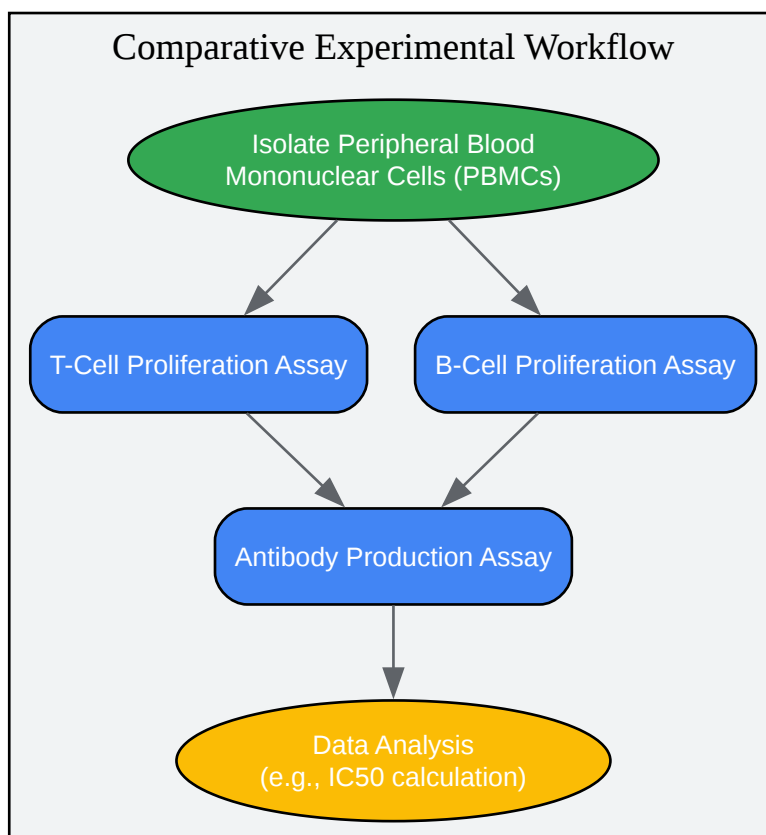 Comparative Experimental Workflow
Isolate Peripheral Blood
Mononuclear Cells (PBMCs)
T-Cell Proliferation Assay
B-Cell Proliferation Assay
Antibody Production Assay
Data Analysis
(e.g., IC50 calculation)